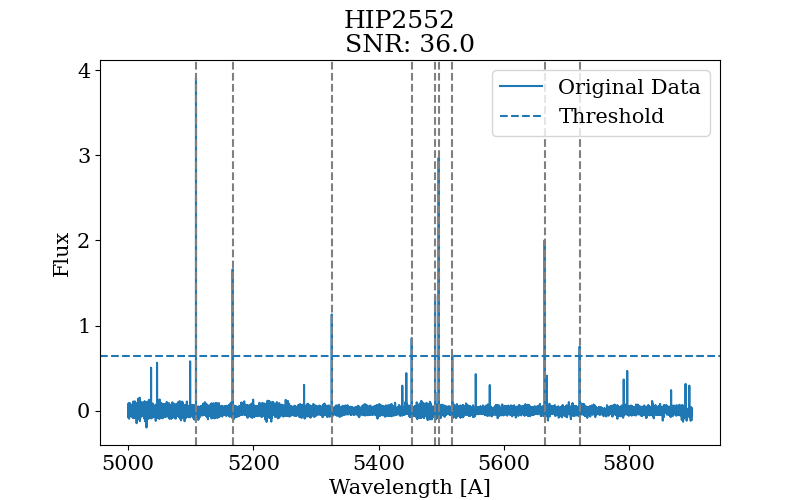 HIP2552
SNR: 36.0
Original Data
Threshold
4
3
2
1
0
Flux
5000 5200 5400 5600 5800
Wavelength [A]